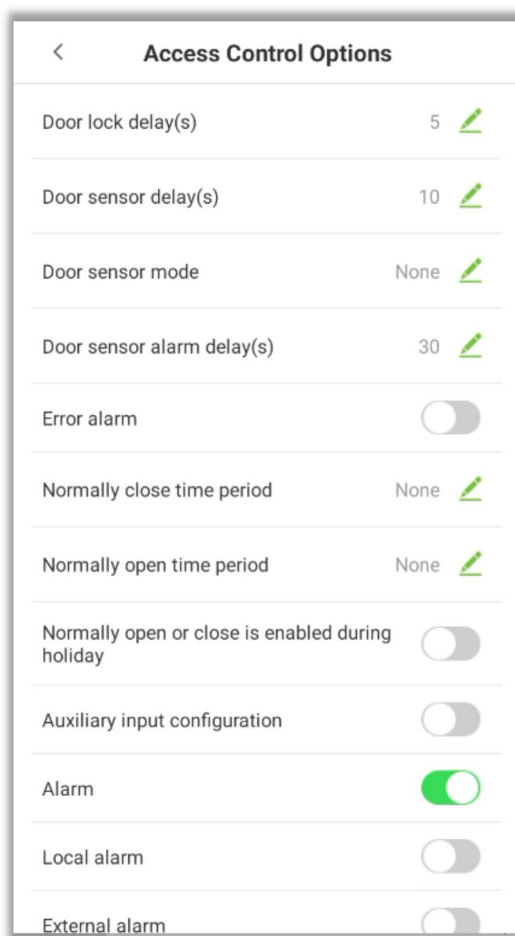 Access Control Options
Door lock delay(s) 5
Door sensor delay(s) 10
Door sensor mode None
Door sensor alarm delay(s) 30
Error alarm
Normally close time period None
Normally open time period None
Normally open or close is enabled during
holiday
Auxiliary input configuration
Alarm
Local alarm
External alarm